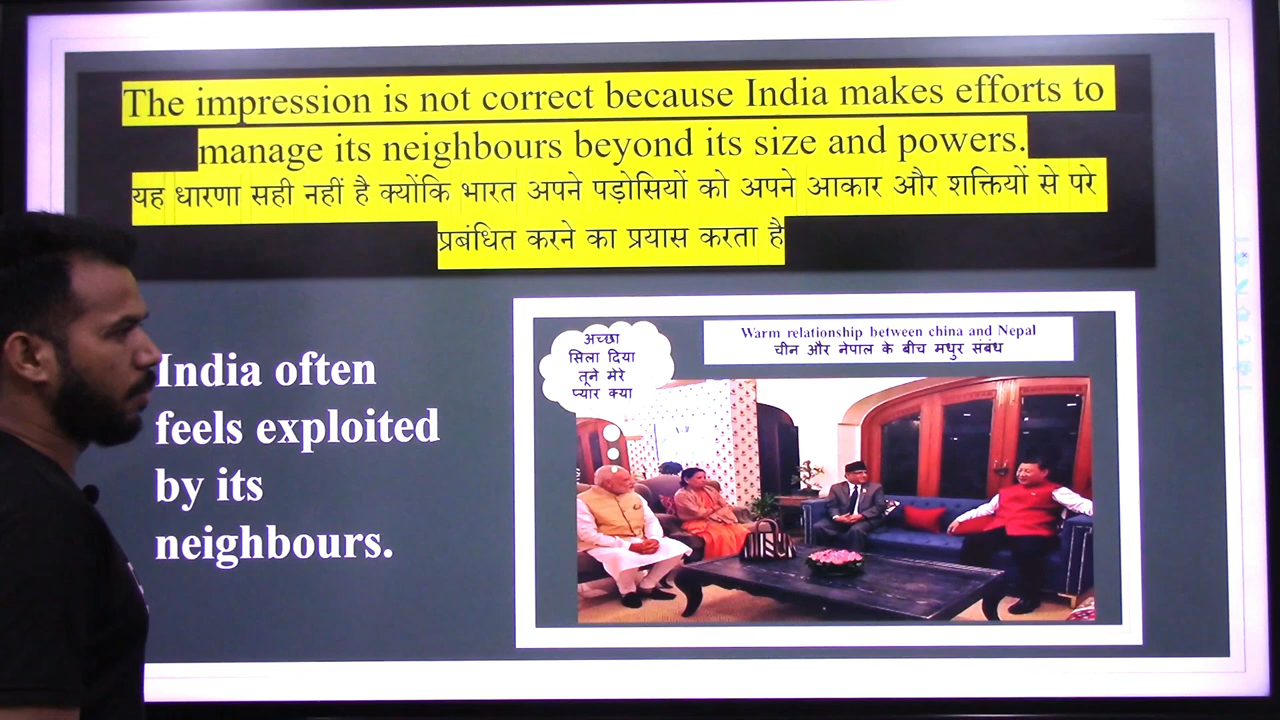 The impression is not correct because India makes efforts to
manage its neighbours beyond its size and powers.
यह धारणा सही नहीं है क्योंकि भारत अपने पड़ोसियों को अपने आकार और शक्तियों से परे
प्रबंधित करने का प्रयास करता है
India often
feels exploited
by its
neighbours.
अच्छा
सिला दिया
तूने मेरे
प्यार क्या
Warm relationship between china and Nepal
चीन और नेपाल के बीच मधुर संबंध